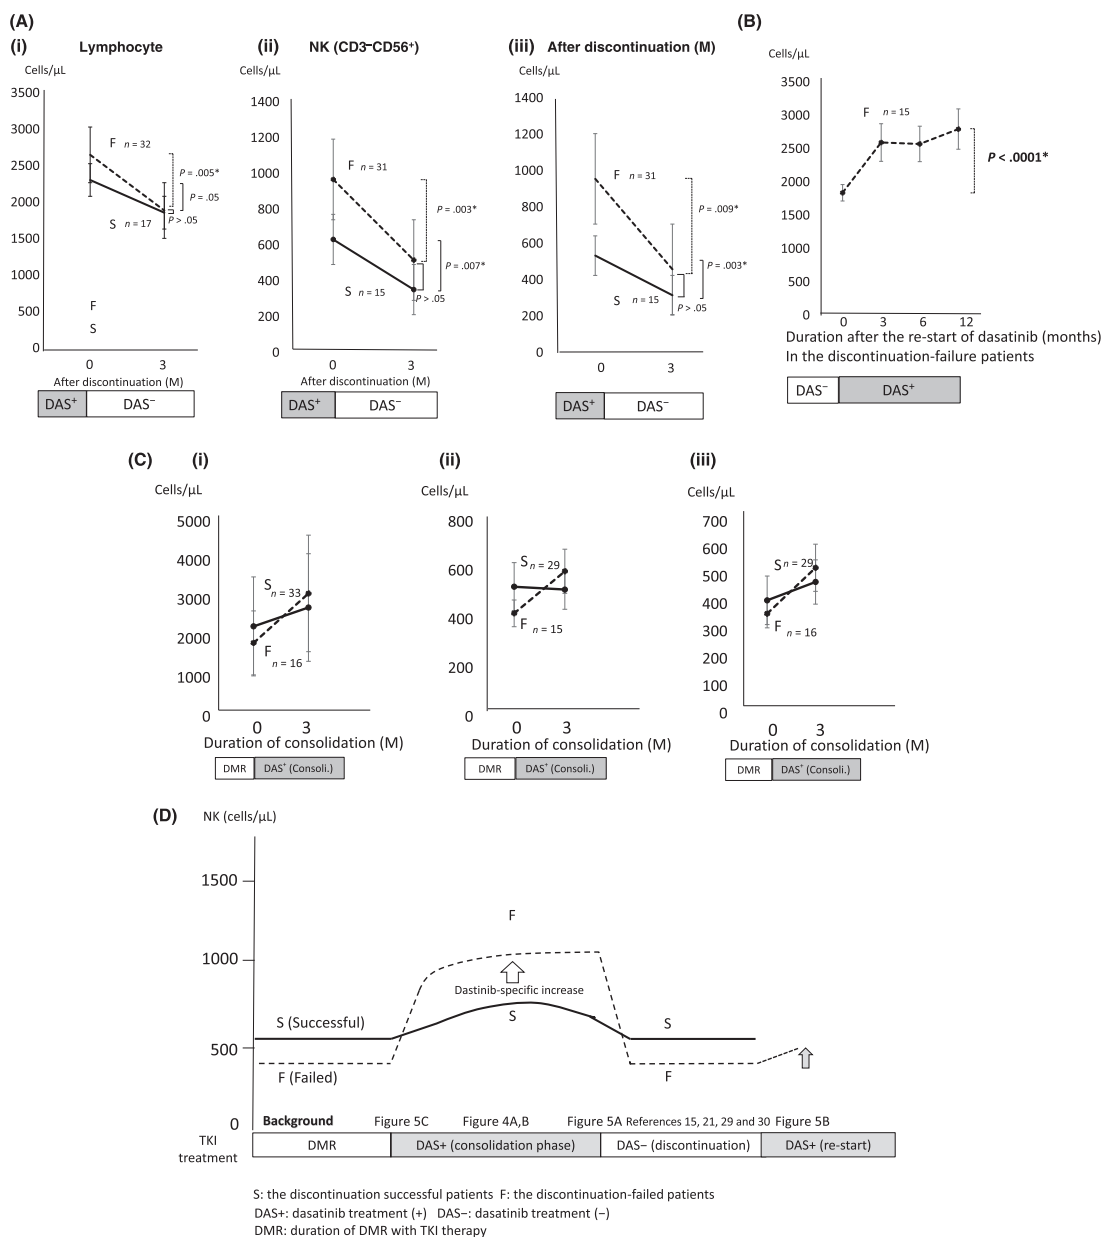 (A)
(i) Lymphocyte
Cells/µL
3500
3000
2500
2000
1500
1000
500
0
F n = 32
P = .005*
P = .05
P > .05
S n = 17
F
S
0 3
After discontinuation (M)
DAS+ DAS−
(ii) NK (CD3−CD56+)
Cells/µL
1400
1200
1000
800
600
400
200
0
F n = 31
P = .003*
P = .007*
S n = 15
P > .05
0 3
After discontinuation (M)
DAS+ DAS−
(iii) After discontinuation (M)
Cells/µL
1400
1200
1000
800
600
400
200
0
F n = 31
P = .009*
P = .003*
S n = 15
P > .05
0 3
DAS+ DAS−
(B)
Cells/µL
3500
3000
2500
2000
1500
1000
500
0
F n = 15
P < .0001*
0 3 6 12
Duration after the re-start of dasatinib (months)
In the discontinuation-failure patients
DAS− DAS+
(C) (i)
Cells/µL
5000
4000
3000
2000
1000
0
S n = 33
F n = 16
0 3
Duration of consolidation (M)
DMR DAS+ (Consoli.)
(ii)
Cells/µL
800
600
400
200
0
S n = 29
F n = 15
0 3
Duration of consolidation (M)
DMR DAS+ (Consoli.)
(iii)
Cells/µL
700
600
500
400
300
200
100
0
S n = 29
F n = 16
0 3
Duration of consolidation (M)
DMR DAS+ (Consoli.)
(D) NK (cells/µL)
1500
1000
500
0
F
Dastinib-specific increase
S
S (Successful)
S
F (Failed)
F
Background Figure 5C Figure 4A,B Figure 5A References 15, 21, 29 and 30 Figure 5B
TKI
treatment
DMR DAS+ (consolidation phase) DAS− (discontinuation) DAS+ (re-start)
S: the discontinuation successful patients F: the discontinuation-failed patients
DAS+: dasatinib treatment (+) DAS−: dasatinib treatment (−)
DMR: duration of DMR with TKI therapy